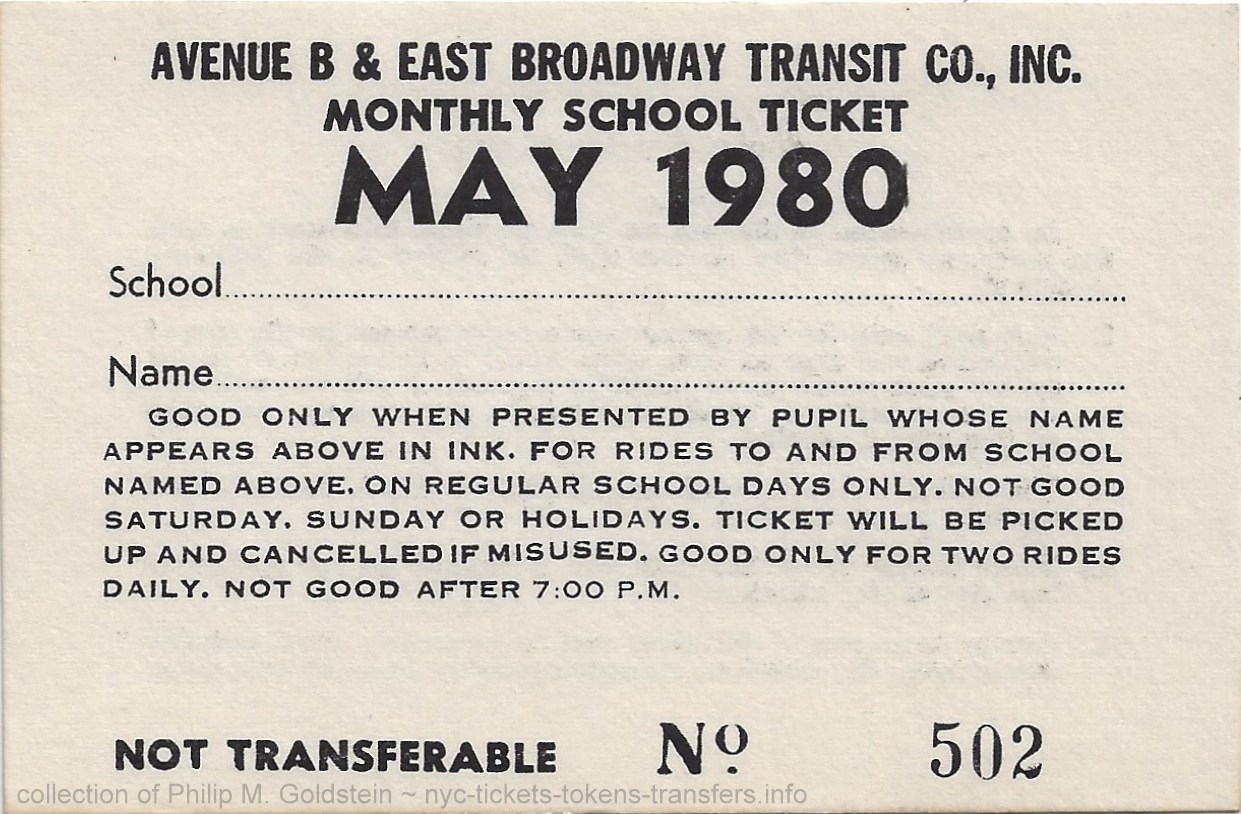 AVENUE B & EAST BROADWAY TRANSIT CO., INC.
MONTHLY SCHOOL TICKET
MAY 1980
School
Name
GOOD ONLY WHEN PRESENTED BY PUPIL WHOSE NAME
APPEARS ABOVE IN INK. FOR RIDES TO AND FROM SCHOOL
NAMED ABOVE. ON REGULAR SCHOOL DAYS ONLY. NOT GOOD
SATURDAY. SUNDAY OR HOLIDAYS. TICKET WILL BE PICKED
UP AND CANCELLED IF MISUSED. GOOD ONLY FOR TWO RIDES
DAILY. NOT GOOD AFTER 7:00 P.M.
NOT TRANSFERABLE Nº 502
collection of Philip M. Goldstein ~ nyc-tickets-tokens-transfers.info